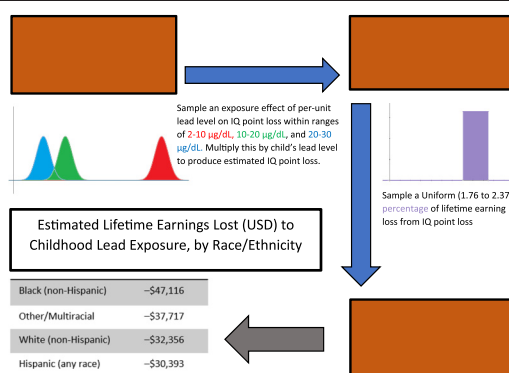 Sample an exposure effect of per-unit
lead level on IQ point loss within ranges
of 2-10 µg/dL, 10-20 µg/dL, and 20-30
µg/dL. Multiply this by child's lead level
to produce estimated IQ point loss.
Sample a Uniform (1.76 to 2.37
percentage of lifetime earning
loss from IQ point loss
Estimated Lifetime Earnings Lost (USD) to
Childhood Lead Exposure, by Race/Ethnicity
Black (non-Hispanic) –$47,116
Other/Multiracial –$37,717
White (non-Hispanic) –$32,356
Hispanic (any race) –$30,393